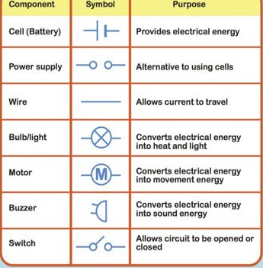 Component Symbol Purpose
Cell (Battery) Provides electrical energy
Power supply Alternative to using cells
Wire Allows current to travel
Bulb/light Converts electrical energy
into heat and light
Motor M Converts electrical energy
into movement energy
Buzzer Converts electrical energy
into sound energy
Switch Allows circuit to be opened or
closed